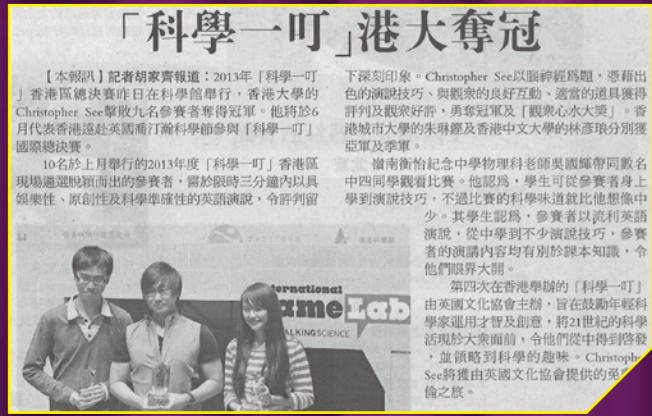 「科學一叮」港大奪冠
【本報訊】記者胡家齊報道：2013年「科學一叮
」香港區總決賽昨日在科學館舉行，香港大學的
Christopher See擊敗九名參賽者奪得冠軍。他將於6
月代表香港遠赴英國喬汀瀚科學節參與「科學一叮」
國際總決賽。
10名於上月舉行的2013年度「科學一叮」香港區
現場遴選脫穎而出的參賽者，需於限時三分鐘內以具
娛樂性、原創性及科學準確性的英語演說，令評判留
下深刻印象。Christopher See以腦神經爲題，憑藉出
色的演說技巧、與觀衆的良好互動、適當的道具獲得
評判及觀衆好評，勇奪冠軍及「觀衆心水大獎」。香
港城市大學的朱琳鏗及香港中文大學的林彥琅分別獲
亞軍及季軍。
嶺南衡怡紀念中學物理科老師吳國輝帶同數名
中四同學觀看比賽。他認爲，學生可從參賽者身上
學到演說技巧，不過比賽的科學味道就比他想像中
少。其學生認爲，參賽者以流利英語
演說，從中學到不少演說技巧，參賽
者的演講內容均有別於課本知識，令
他們眼界大開。
第四次在香港舉辦的「科學一叮」
由英國文化協會主辦，旨在鼓勵年輕科
學家運用才智及創意，將21世紀的科學
活現於大衆面前，令他們從中得到啓發
，並領略到科學的趣味。Christophe
See將獲由英國文化協會提供的免
倫之旅。
ternational
ameLab
ALKINGSCIENCE